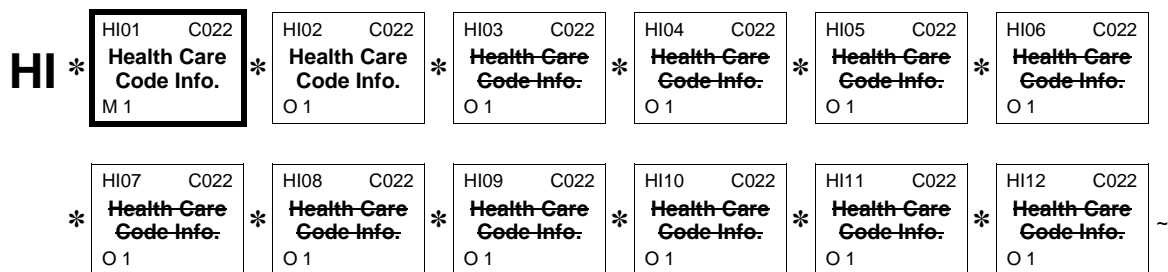 HI01 C022 HI02 C022 HI03 C022 HI04 C022 HI05 C022 HI06 C022
HI * Health Care * Health Care * Health Care * Health Care * Health Care * Health Care
Code Info. Code Info. Code Info. Code Info. Code Info. Code Info.
M 1 O 1 O 1 O 1 O 1 O 1
HI07 C022 HI08 C022 HI09 C022 HI10 C022 HI11 C022 HI12 C022
* Health Care * Health Care * Health Care * Health Care * Health Care * Health Care ~
Code Info. Code Info. Code Info. Code Info. Code Info. Code Info.
O 1 O 1 O 1 O 1 O 1 O 1